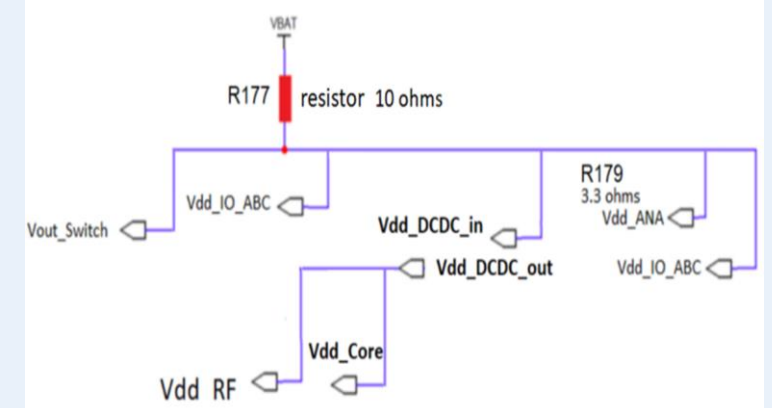 VBAT
R177 resistor 10 ohms
R179
3.3 ohms
Vdd_IO_ABC
Vdd_ANA
Vout_Switch
Vdd_DCDC_in
Vdd_DCDC_out
Vdd_IO_ABC
Vdd_Core
Vdd RF